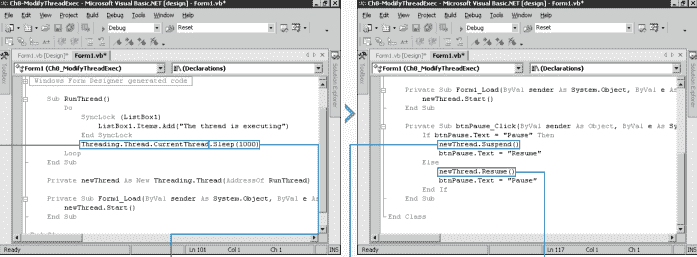 Ch8-ModifyThreadExec - Microsoft Visual Basic.NET [design] - Form1.vb*
File Edit View Project Build Debug Tools Window Help
Debug
Reset
Form1.vb [Design]* Form1.vb*
Form1 (Ch8_ModifyThreadExec)
(Declarations)
Windows Form Designer generated code
Sub RunThread()
Do
SyncLock (ListBox1)
ListBox1.Items.Add("The thread is executing")
End SyncLock
Threading.Thread.CurrentThread.Sleep(1000)
Loop
End Sub
Private newThread As New Threading.Thread(AddressOf RunThread)
Private Sub Form1_Load(ByVal sender As System.Object, ByVal e As
newThread.Start()
End Sub
Ready
Ln 101
Col 1
Ch 1
INS
Toolbox
Solution Explorer
Ch8-ModifyThreadExec - Microsoft Visual Basic.NET [design] - Form1.vb*
File Edit View Project Build Debug Tools Window Help
Debug
Reset
Form1.vb [Design]* Form1.vb*
Form1 (Ch8_ModifyThreadExec)
(Declarations)
Private Sub Form1_Load(ByVal sender As System.Object, ByVal e As
newThread.Start()
End Sub
Private Sub btnPause_Click(ByVal sender As Object, ByVal e As Sy
If btnPause.Text = "Pause" Then
newThread.Suspend()
btnPause.Text = "Resume"
Else
newThread.Resume()
btnPause.Text = "Pause"
End If
End Sub
End Class
Ready
Ln 117
Col 1
Ch 1
INS
Toolbox
Solution Explorer